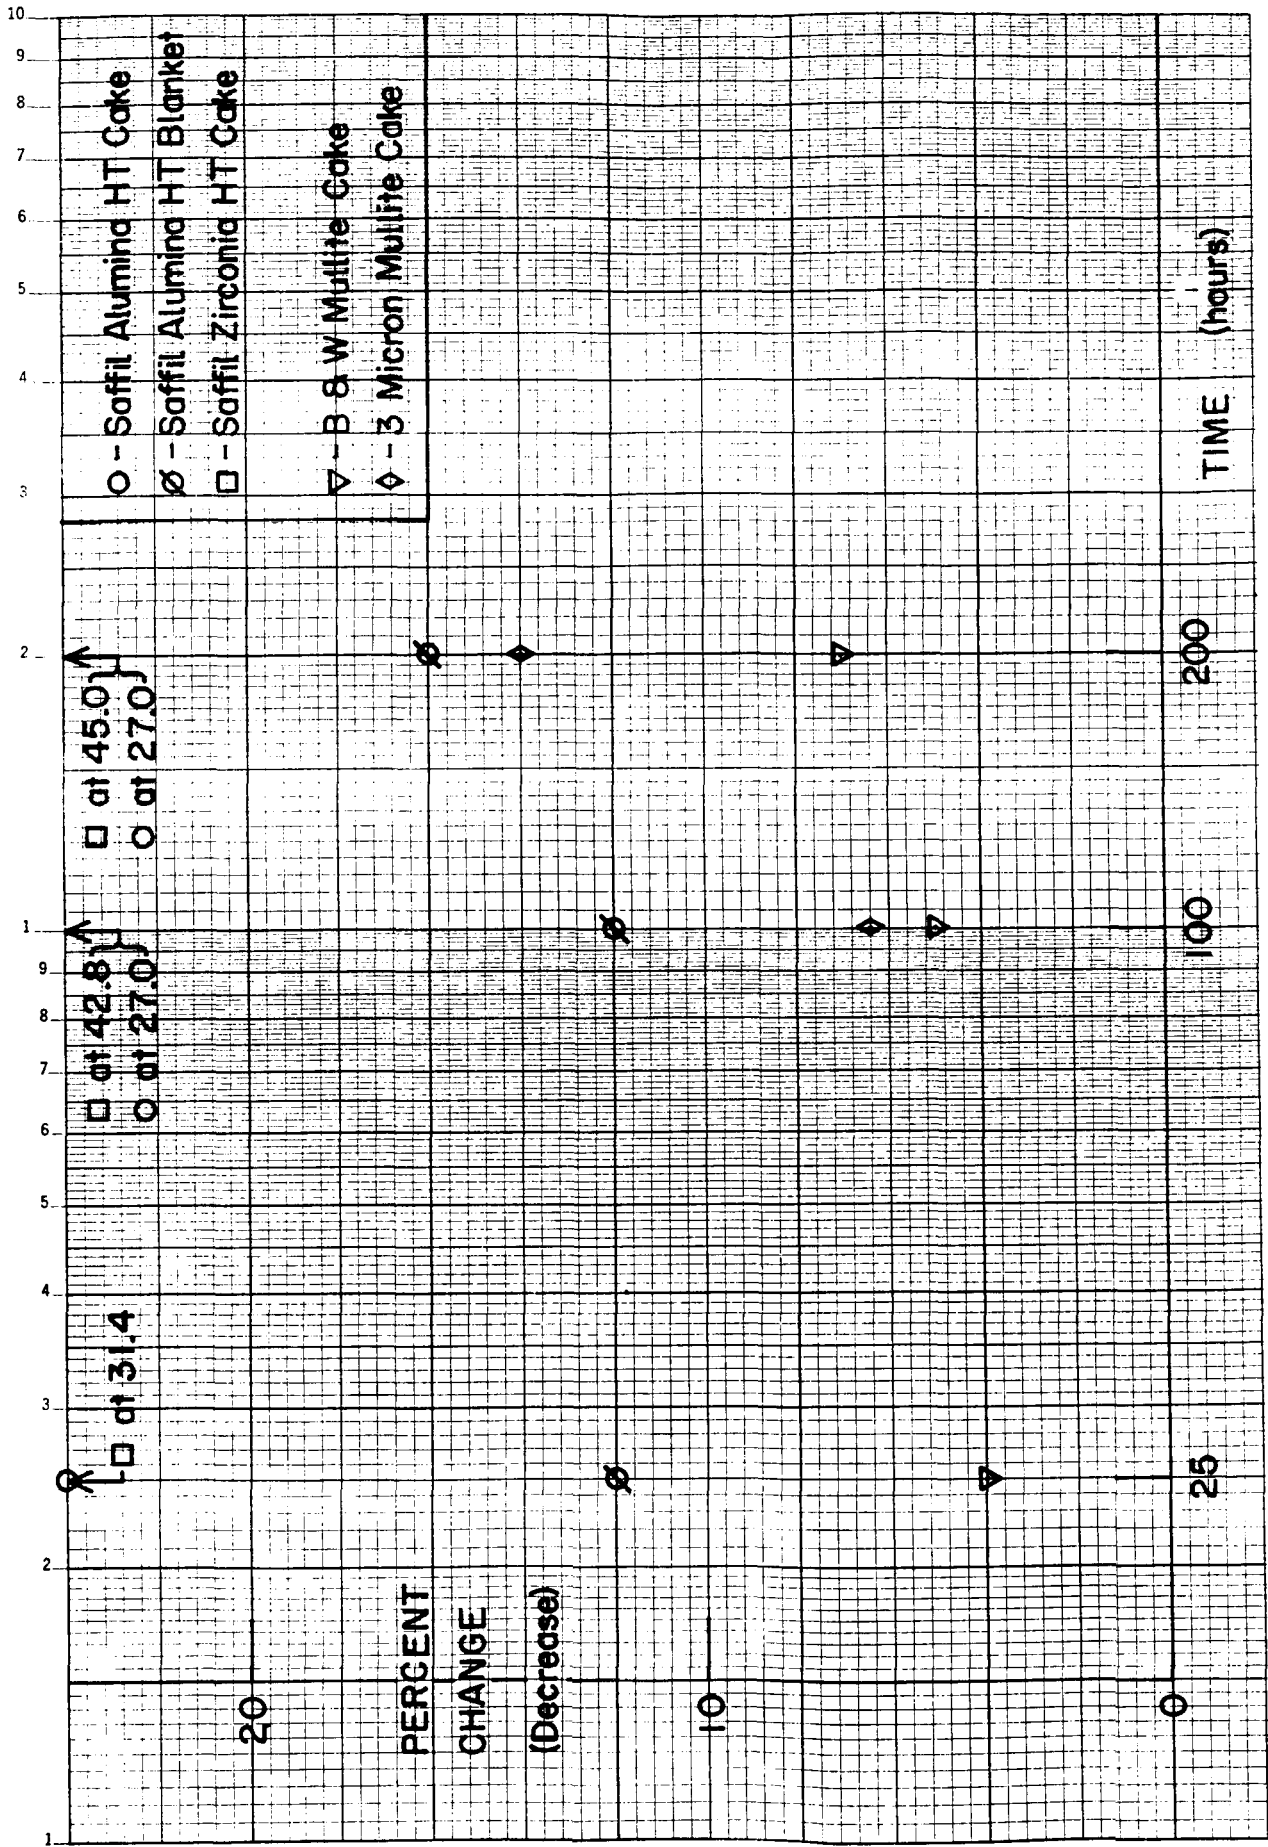 10
9
8
7
6
5
4
3
2
1
9
8
7
6
5
4
3
2
1
○ - Saffil Alumina HT Cake
Ø - Saffil Alumina HT Blanket
□ - Saffil Zirconia HT Cake
▽ - B & W Mullite Cake
◇ - 3 Micron Mullite Cake
□ at 31.4
□ at 42.8
○ at 27.0
□ at 45.0
○ at 27.0
PERCENT
CHANGE
(Decrease)
20
10
0
25
100
200
TIME (hours)